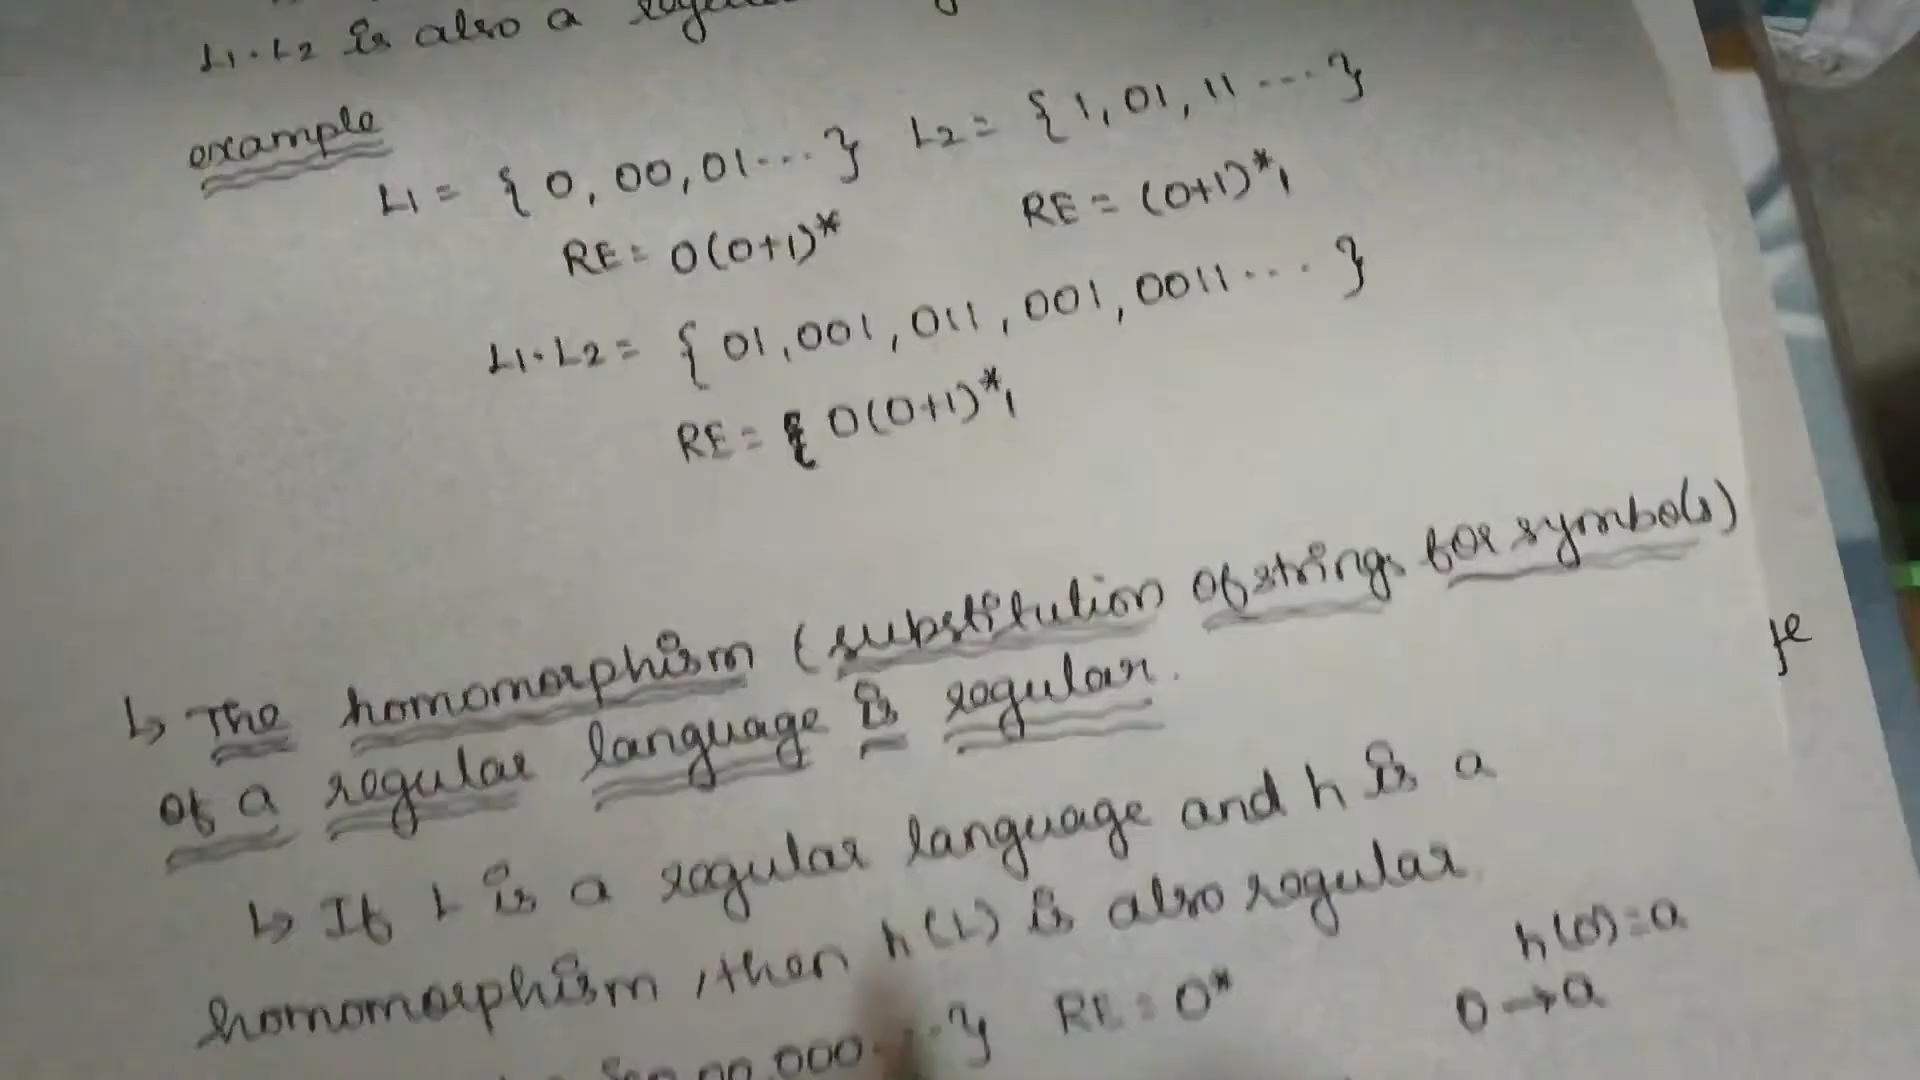 L1.L2 is also a
example
L1 = { 0, 00, 01 ... } L2 = { 1, 01, 11 ... }
RE = 0(0+1)* RE = (0+1)*1
L1.L2 = { 01, 001, 011, 001, 0011 ... }
RE = { 0(0+1)*1
↳ The homomorphism (substitution of strings for symbols)
of a regular language is regular.
↳ If L is a regular language and h is a
homomorphism, then h(L) is also regular
h(0)=a
000 ... } RE = 0* 0→a